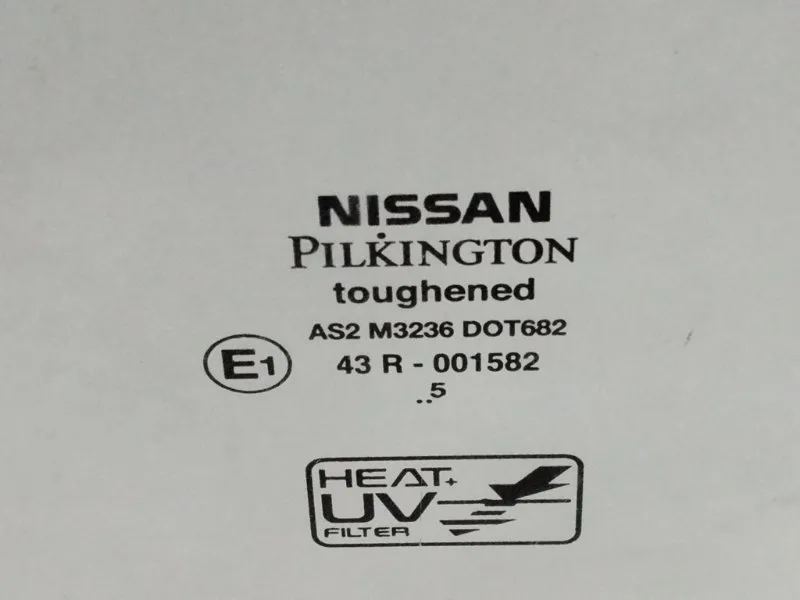 NISSAN
PILKINGTON
toughened
AS2 M3236 DOT682
E1
43 R - 001582
..5
HEAT+
UV
FILTER